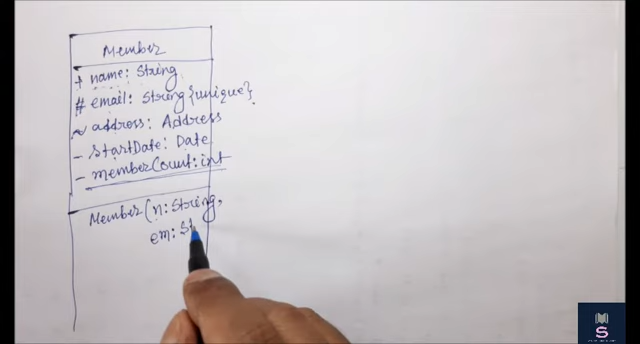 Member
+ name: String
# email: String {unique}
~ address: Address
- startDate: Date
- memberCount: int
Member(n: String,
em: St
S